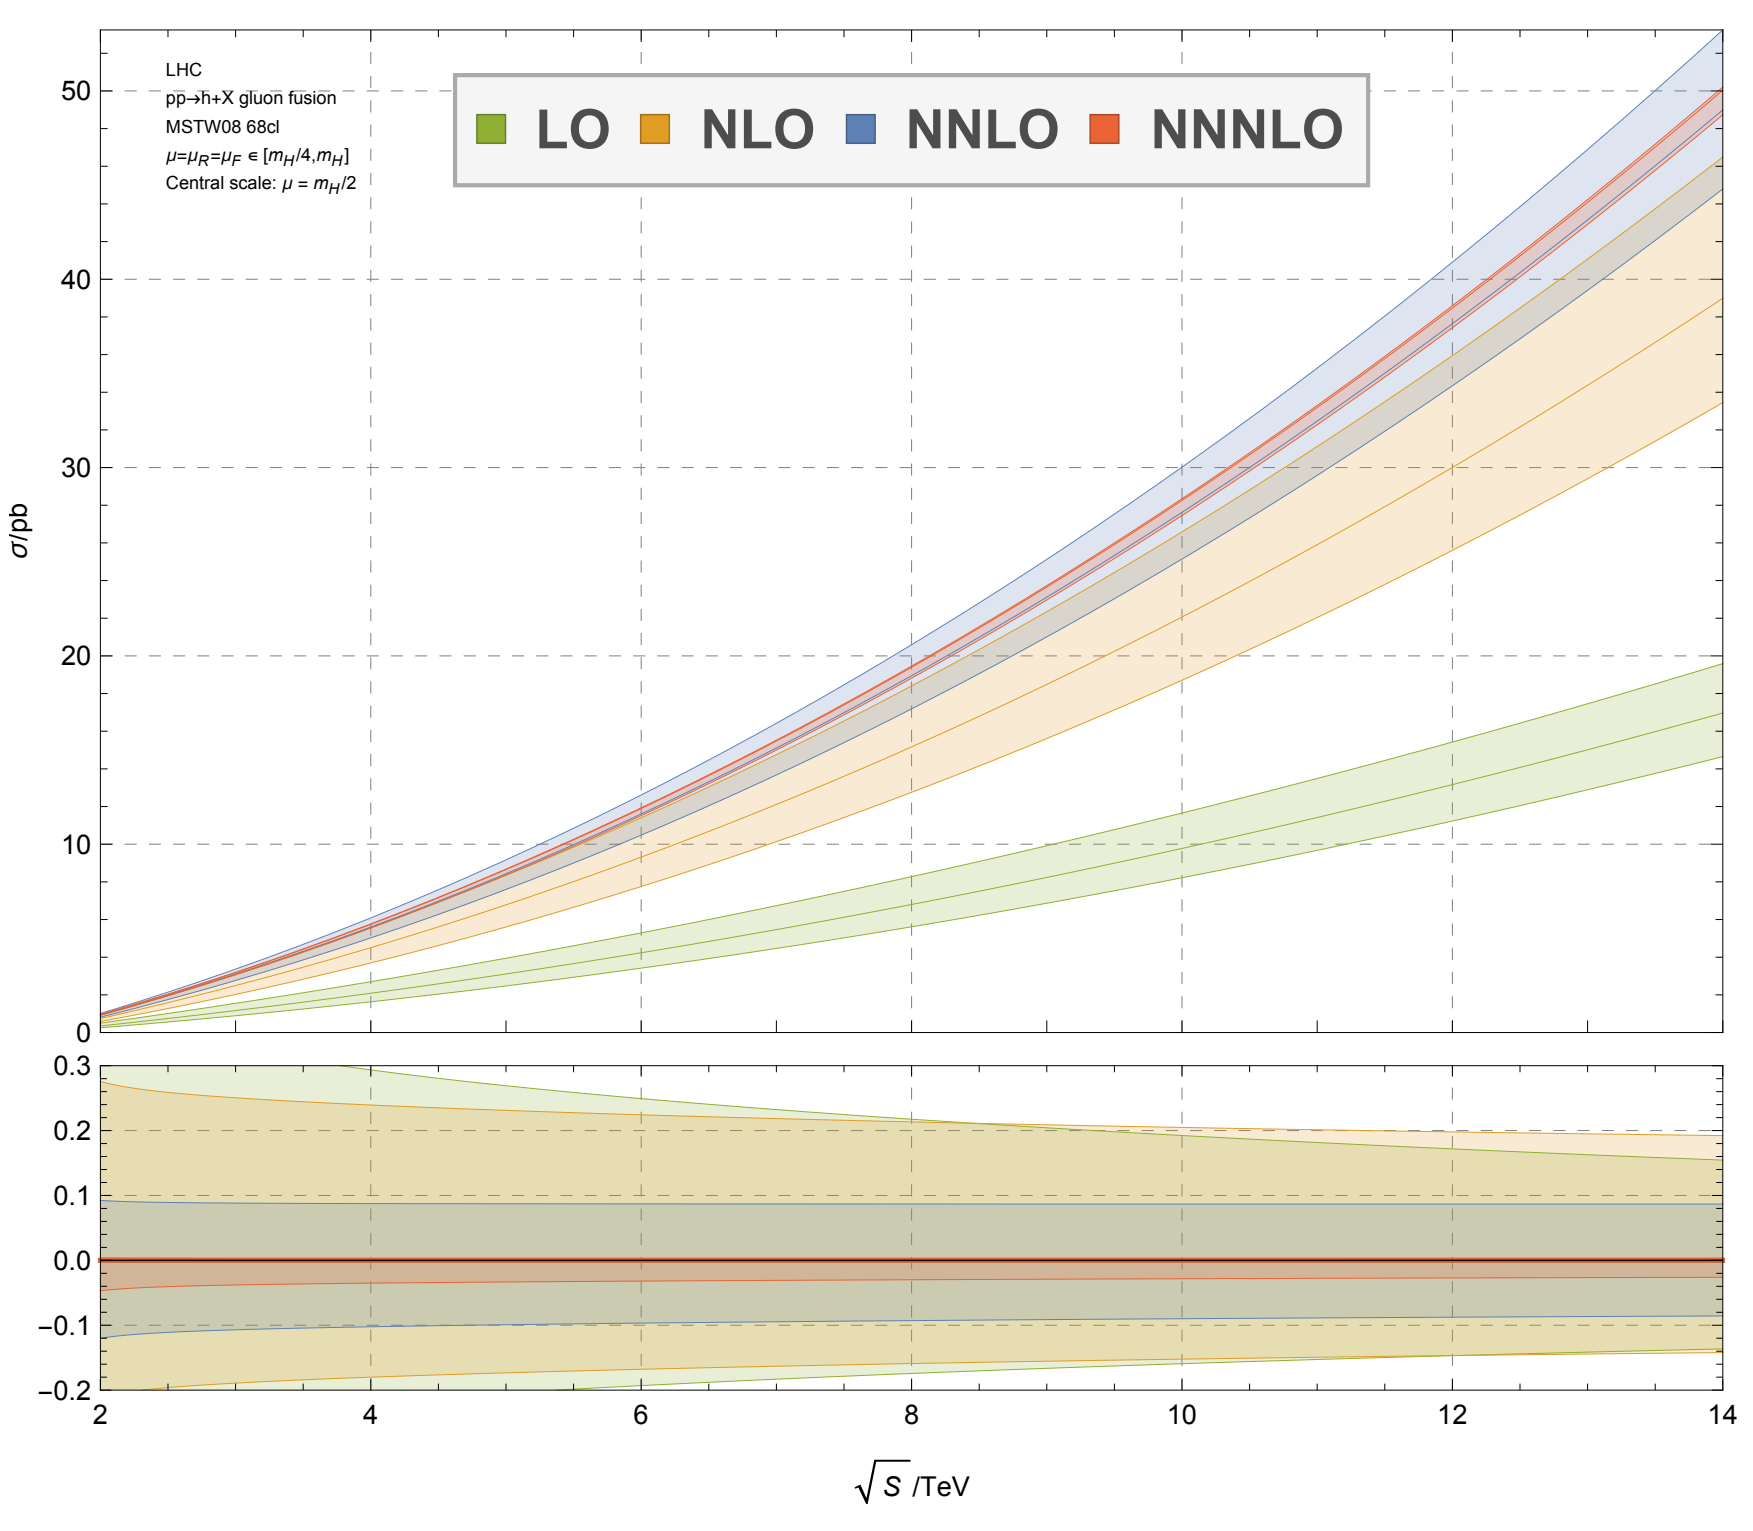 LHC
pp→h+X gluon fusion
MSTW08 68cl
μ=μR=μF ∈ [mH/4,mH]
Central scale: μ = mH/2
LO NLO NNLO NNNLO
50
40
30
20
10
0
σ/pb
0.3
0.2
0.1
0.0
−0.1
−0.2
2 4 6 8 10 12 14
√S /TeV